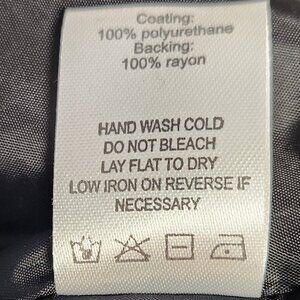 Coating:
100% polyurethane
Backing:
100% rayon
HAND WASH COLD
DO NOT BLEACH
LAY FLAT TO DRY
LOW IRON ON REVERSE IF
NECESSARY